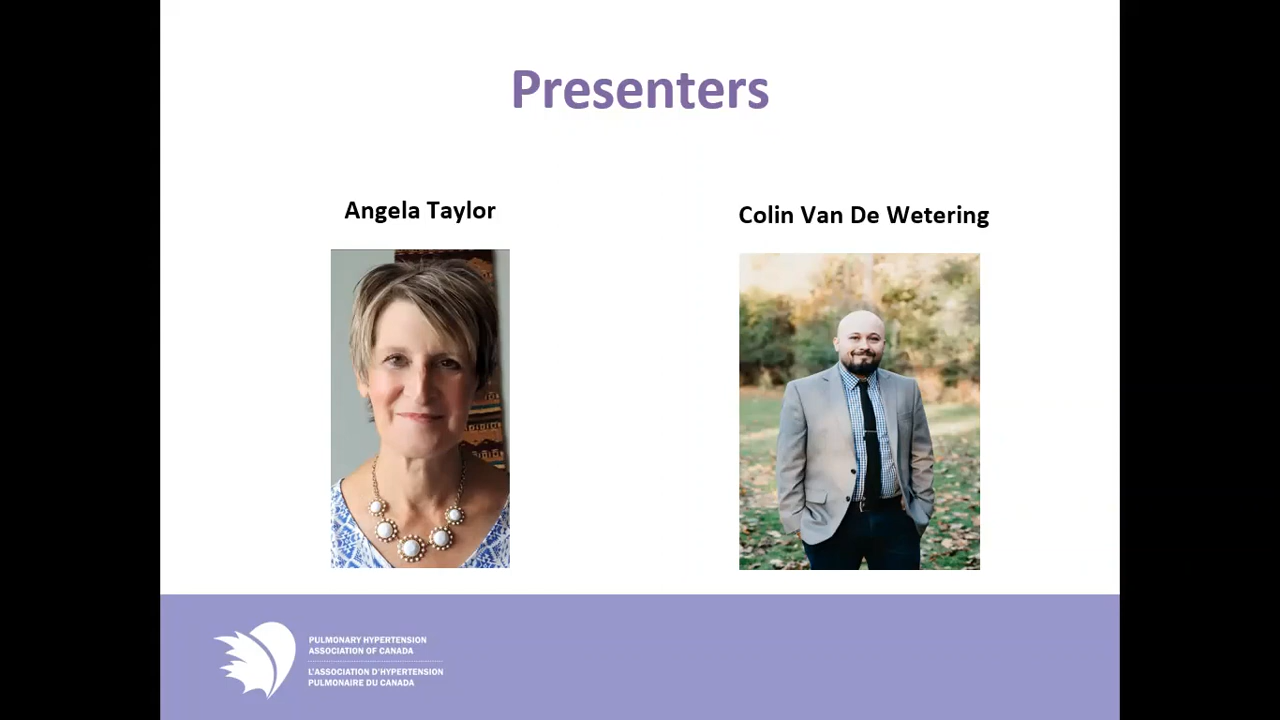 Presenters
Angela Taylor
Colin Van De Wetering
PULMONARY HYPERTENSION
ASSOCIATION OF CANADA
L'ASSOCIATION D'HYPERTENSION
PULMONAIRE DU CANADA